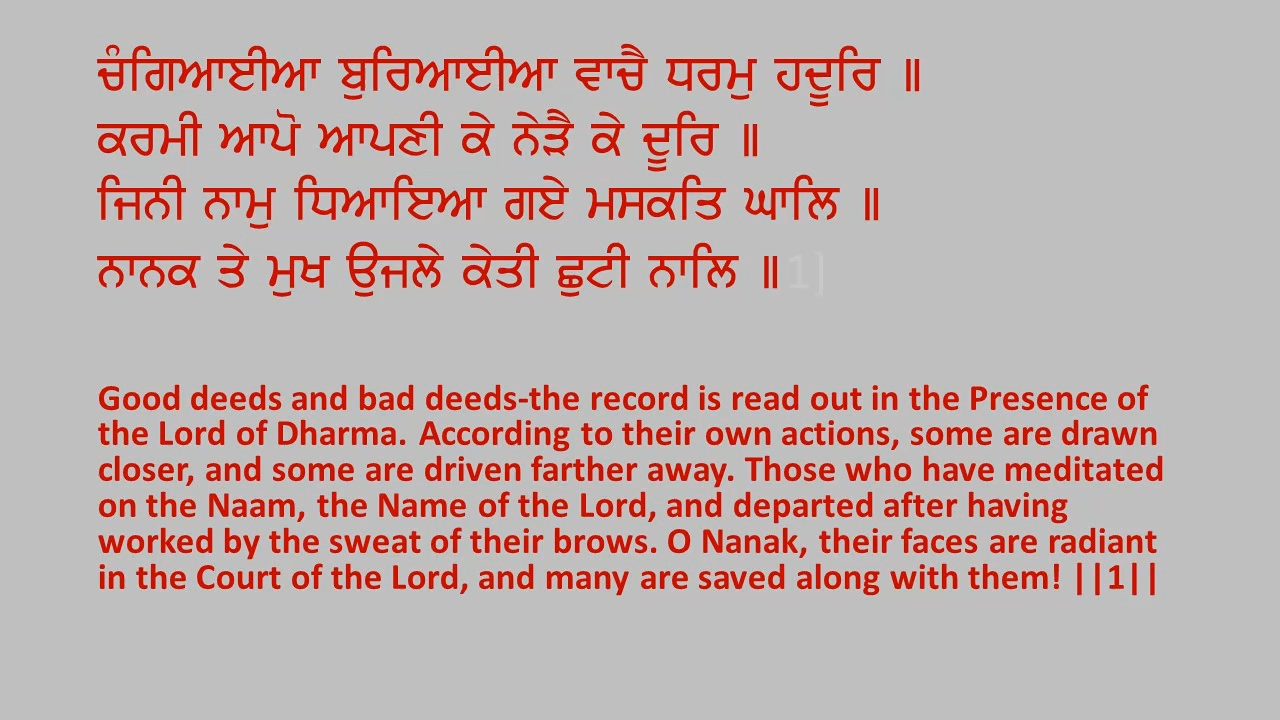 ਚੰਗਿਆਈਆ ਬੁਰਿਆਈਆ ਵਾਚੈ ਧਰਮੁ ਹਦੂਰਿ ॥
ਕਰਮੀ ਆਪੋ ਆਪਣੀ ਕੇ ਨੇੜੈ ਕੇ ਦੂਰਿ ॥
ਜਿਨੀ ਨਾਮੁ ਧਿਆਇਆ ਗਏ ਮਸਕਤਿ ਘਾਲਿ ॥
ਨਾਨਕ ਤੇ ਮੁਖ ਉਜਲੇ ਕੇਤੀ ਛੁਟੀ ਨਾਲਿ ॥1]
Good deeds and bad deeds-the record is read out in the Presence of
the Lord of Dharma. According to their own actions, some are drawn
closer, and some are driven farther away. Those who have meditated
on the Naam, the Name of the Lord, and departed after having
worked by the sweat of their brows. O Nanak, their faces are radiant
in the Court of the Lord, and many are saved along with them! ||1||